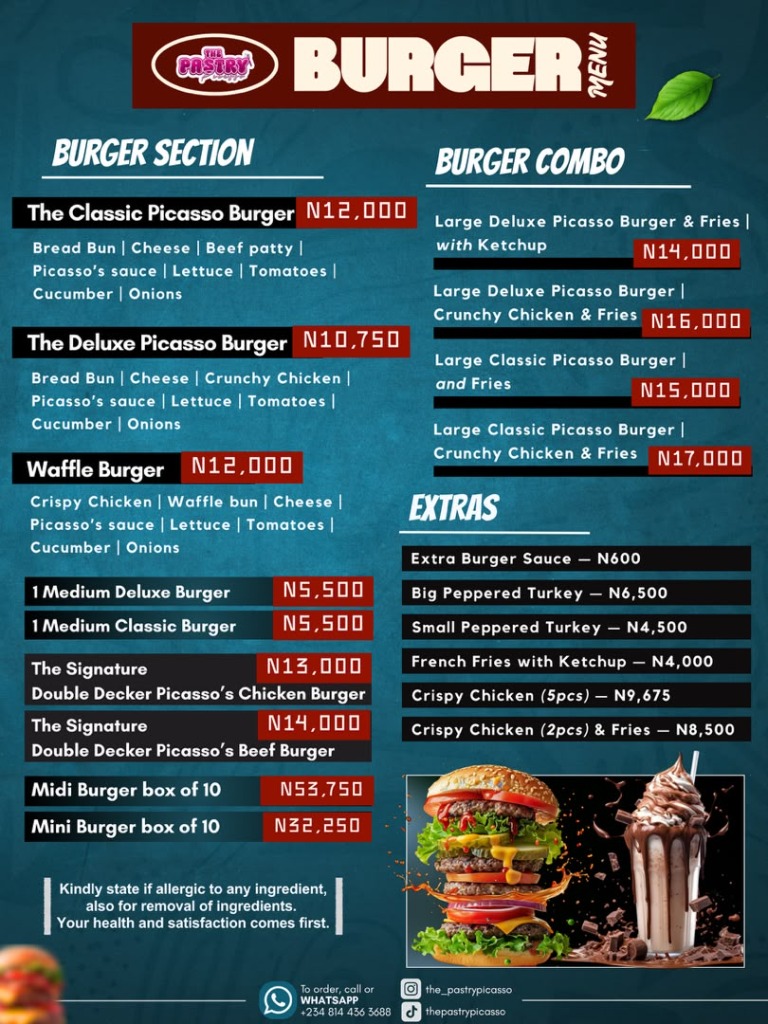 THE
PASTRY
Picasso
BURGER
MENU
BURGER SECTION
The Classic Picasso Burger N12,000
Bread Bun | Cheese | Beef patty |
Picasso's sauce | Lettuce | Tomatoes |
Cucumber | Onions
The Deluxe Picasso Burger N10,750
Bread Bun | Cheese | Crunchy Chicken |
Picasso's sauce | Lettuce | Tomatoes |
Cucumber | Onions
Waffle Burger N12,000
Crispy Chicken | Waffle bun | Cheese |
Picasso's sauce | Lettuce | Tomatoes |
Cucumber | Onions
1 Medium Deluxe Burger N5,500
1 Medium Classic Burger N5,500
The Signature N13,000
Double Decker Picasso's Chicken Burger
The Signature N14,000
Double Decker Picasso's Beef Burger
Midi Burger box of 10 N53,750
Mini Burger box of 10 N32,250
Kindly state if allergic to any ingredient,
also for removal of ingredients.
Your health and satisfaction comes first.
BURGER COMBO
Large Deluxe Picasso Burger & Fries |
with Ketchup N14,000
Large Deluxe Picasso Burger |
Crunchy Chicken & Fries N16,000
Large Classic Picasso Burger |
and Fries N15,000
Large Classic Picasso Burger |
Crunchy Chicken & Fries N17,000
EXTRAS
Extra Burger Sauce — N600
Big Peppered Turkey — N6,500
Small Peppered Turkey — N4,500
French Fries with Ketchup — N4,000
Crispy Chicken (5pcs) — N9,675
Crispy Chicken (2pcs) & Fries — N8,500
To order, call or
WHATSAPP
+234 814 436 3688
the_pastrypicasso
thepastrypicasso